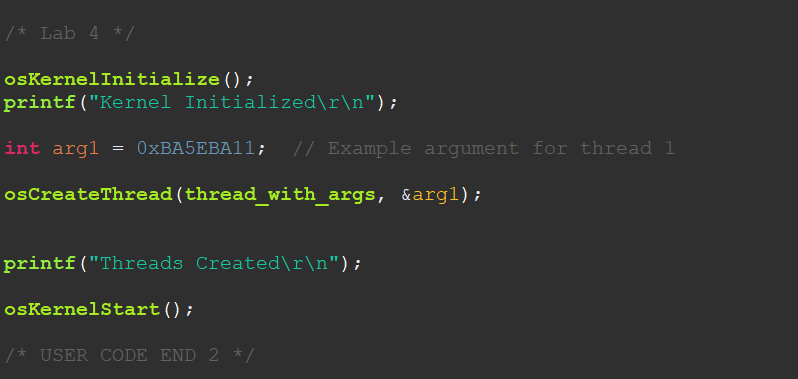 /* Lab 4 */
osKernelInitialize();
printf("Kernel Initialized\r\n");
int arg1 = 0xBA5EBA11;  // Example argument for thread 1
osCreateThread(thread_with_args, &arg1);
printf("Threads Created\r\n");
osKernelStart();
/* USER CODE END 2 */